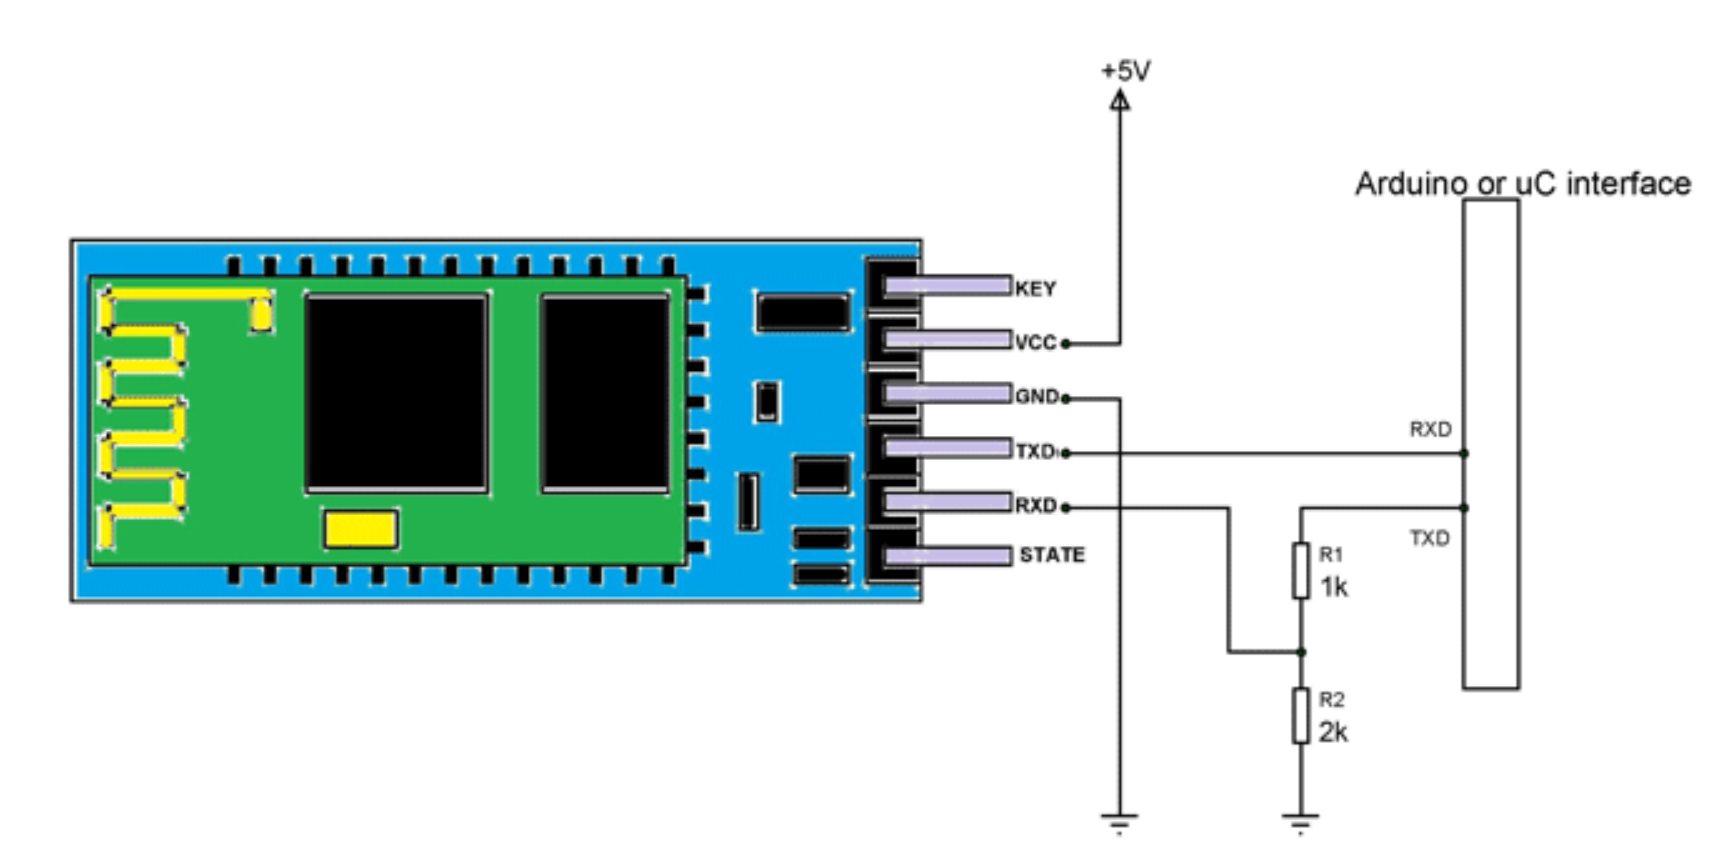 +5V
Arduino or uC interface
KEY
VCC
GND
TXD
RXD
STATE
RXD
TXD
R1
1k
R2
2k